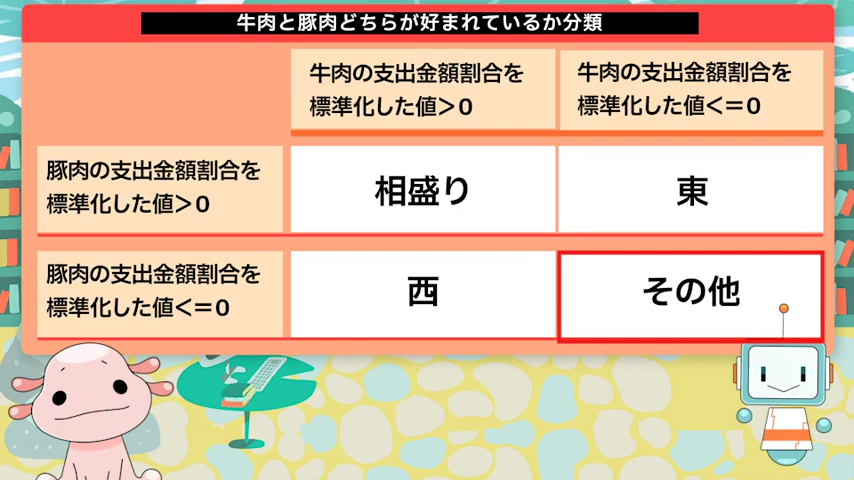 牛肉と豚肉どちらが好まれているか分類
牛肉の支出金額割合を
標準化した値＞0
牛肉の支出金額割合を
標準化した値＜＝0
豚肉の支出金額割合を
標準化した値＞0
相盛り
東
豚肉の支出金額割合を
標準化した値＜＝0
西
その他